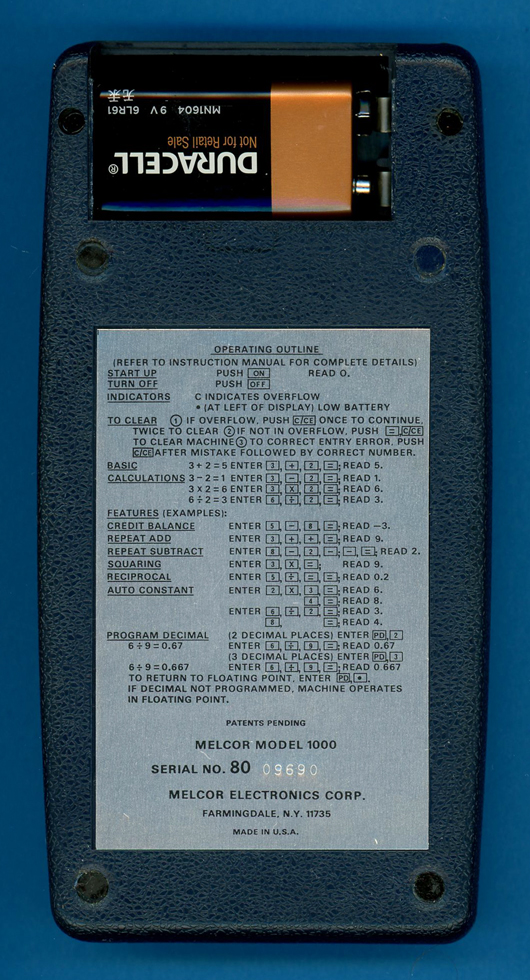 无汞
MN1604 9 V 6LR61
Not for Retail Sale
DURACELL®
OPERATING OUTLINE
(REFER TO INSTRUCTION MANUAL FOR COMPLETE DETAILS)
START UP PUSH ON READ O.
TURN OFF PUSH OFF
INDICATORS C INDICATES OVERFLOW
• (AT LEFT OF DISPLAY) LOW BATTERY
TO CLEAR ① IF OVERFLOW, PUSH C/CE ONCE TO CONTINUE,
TWICE TO CLEAR ② IF NOT IN OVERFLOW, PUSH =, C/CE
TO CLEAR MACHINE ③ TO CORRECT ENTRY ERROR, PUSH
C/CE AFTER MISTAKE FOLLOWED BY CORRECT NUMBER.
BASIC 3 + 2 = 5 ENTER 3, +, 2, =; READ 5.
CALCULATIONS 3 − 2 = 1 ENTER 3, −, 2, =; READ 1.
3 X 2 = 6 ENTER 3, X, 2, =; READ 6.
6 ÷ 2 = 3 ENTER 6, ÷, 2, =; READ 3.
FEATURES (EXAMPLES):
CREDIT BALANCE ENTER 5, −, 8, =; READ −3.
REPEAT ADD ENTER 3, +, +, =; READ 9.
REPEAT SUBTRECT ENTER 8, −, 2, −, −, =; READ 2.
SQUARING ENTER 3, X, =; READ 9.
RECIPROCAL ENTER 5, ÷, =, =; READ 0.2
AUTO CONSTANT ENTER 2, X, 3, =; READ 6.
4, =; READ 8.
ENTER 6, ÷, 2, =; READ 3.
8, =; READ 4.
PROGRAM DECIMAL (2 DECIMAL PLACES) ENTER PD, 2
6 ÷ 9 = 0.67 ENTER 6, ÷, 9, =; READ 0.67
(3 DECIMAL PLACES) ENTER PD, 3
6 ÷ 9 = 0.667 ENTER 6, ÷, 9, =; READ 0.667
TO RETURN TO FLOATING POINT, ENTER PD, •.
IF DECIMAL NOT PROGRAMMED, MACHINE OPERATES
IN FLOATING POINT.
PATENTS PENDING
MELCOR MODEL 1000
SERIAL NO. 80 09690
MELCOR ELECTRONICS CORP.
FARMINGDALE, N.Y. 11735
MADE IN U.S.A.